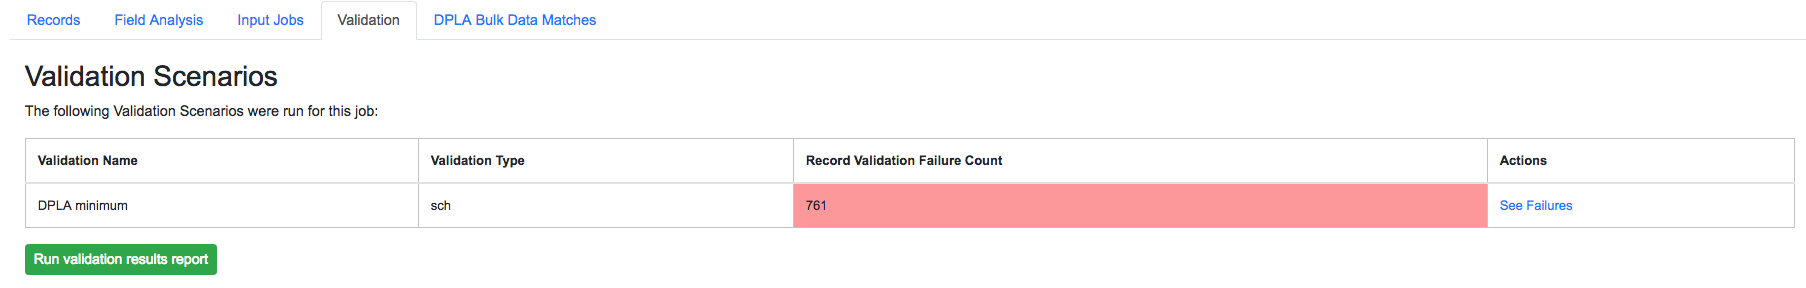 Records Field Analysis Input Jobs Validation DPLA Bulk Data Matches
Validation Scenarios
The following Validation Scenarios were run for this job:
Validation Name Validation Type Record Validation Failure Count Actions
DPLA minimum sch 761 See Failures
Run validation results report